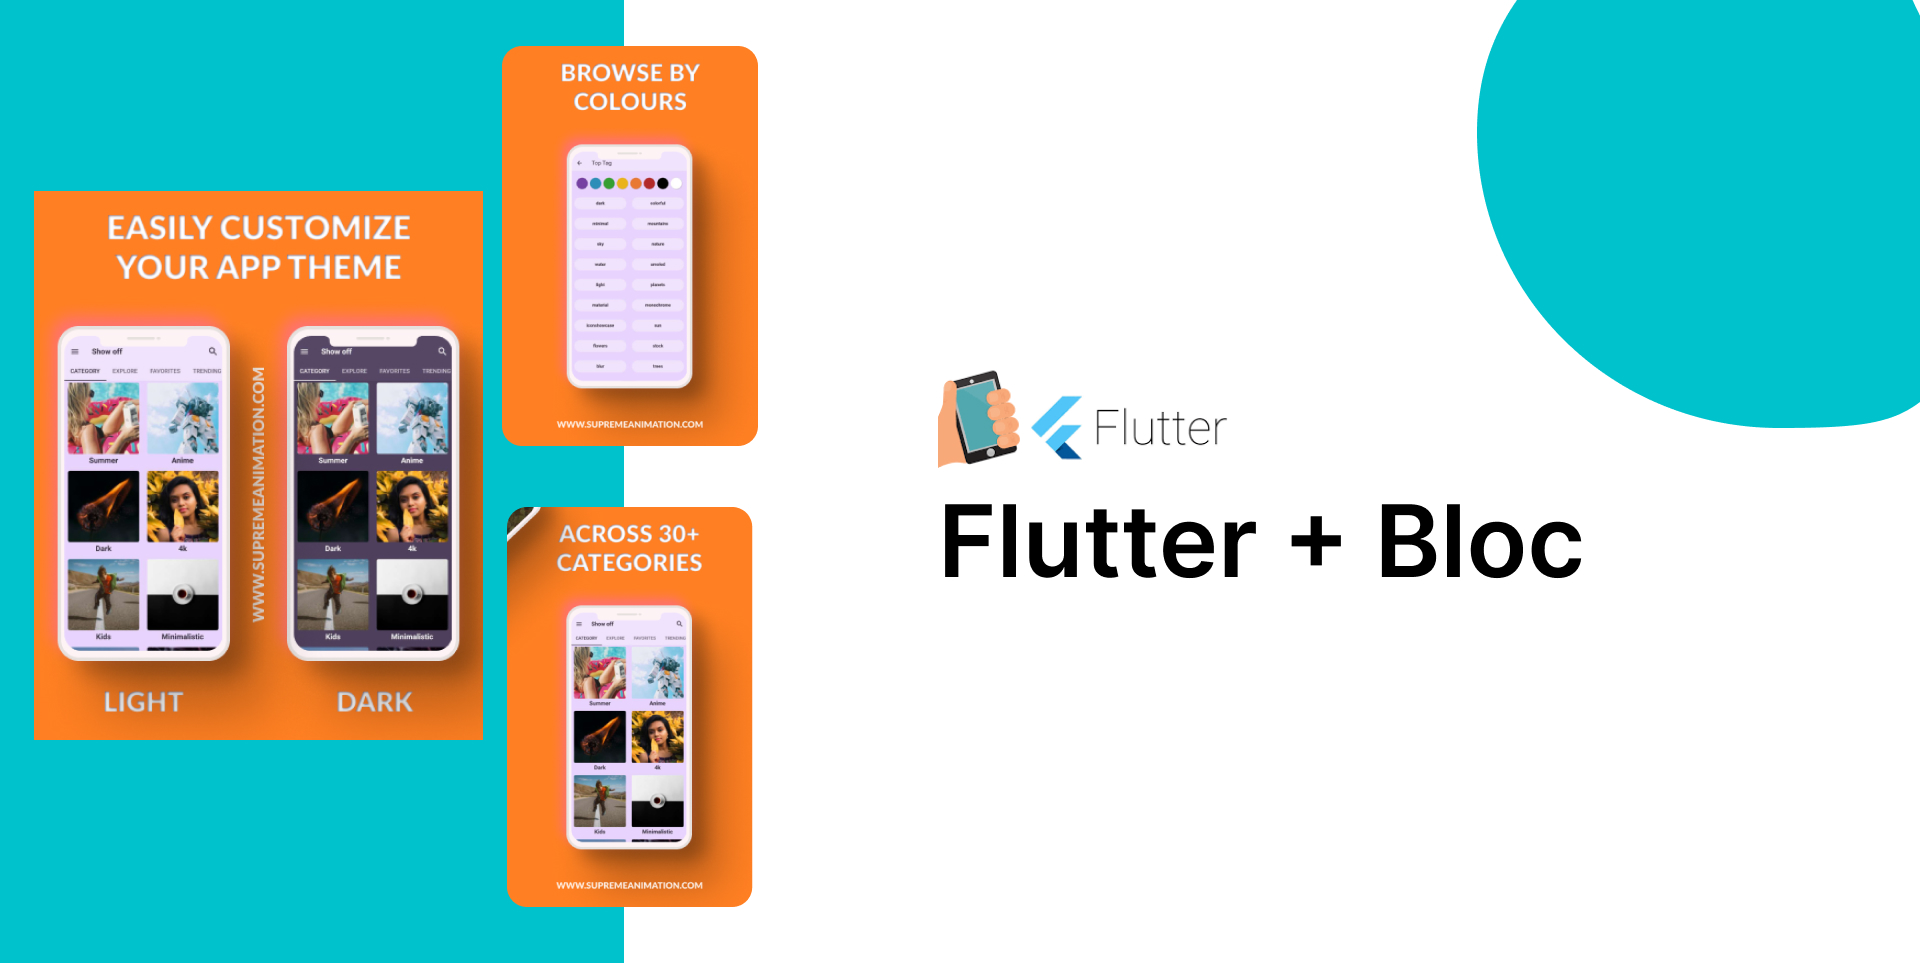 EASILY CUSTOMIZE
YOUR APP THEME
Show off
CATEGORY EXPLORE FAVORITES TRENDING
Summer Anime
Dark 4k
Kids Minimalistic
LIGHT
WWW.SUPREMEANIMATION.COM
Show off
CATEGORY EXPLORE FAVORITES TRENDING
Summer Anime
Dark 4k
Kids Minimalistic
DARK
BROWSE BY
COLOURS
Top Tag
dark colorful
minimal mountains
sky nature
water amoled
light planets
material monochrome
iconshowcase sun
flowers stock
blur trees
WWW.SUPREMEANIMATION.COM
ACROSS 30+
CATEGORIES
Show off
CATEGORY EXPLORE FAVORITES TRENDING
Summer Anime
Dark 4k
Kids Minimalistic
WWW.SUPREMEANIMATION.COM
Flutter
Flutter + Bloc